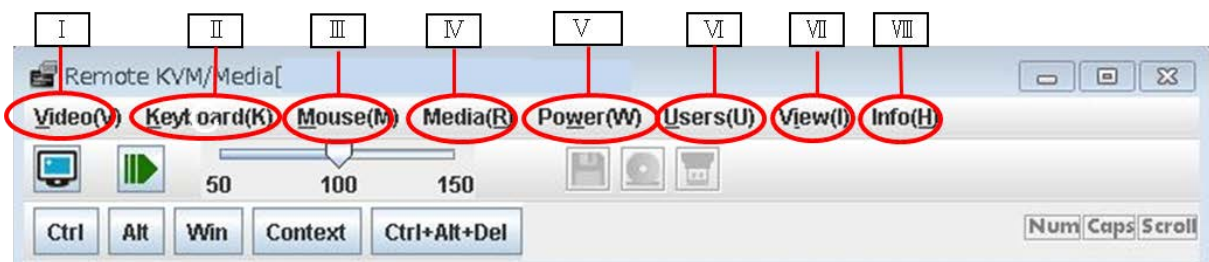 Ⅰ Ⅱ Ⅲ Ⅳ Ⅴ Ⅵ Ⅶ Ⅷ
Remote KVM/Media[
Video(V) Keyboard(K) Mouse(M) Media(R) Power(W) Users(U) View(I) Info(H)
50 100 150
Ctrl Alt Win Context Ctrl+Alt+Del Num Caps Scroll